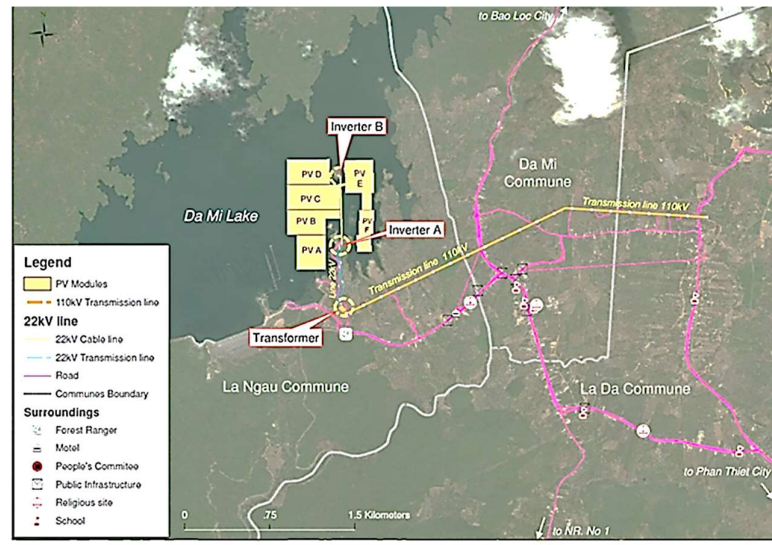 to Bao Loc City
Inverter B
PV D
PV E
PV C
PV B
PV F
PV A
Da Mi
Commune
Transmission line 110kV
Da Mi Lake
Inverter A
Transmission line 110kV
Line 22kV
Transformer
La Ngau Commune
La Da Commune
to Phan Thiet City
to NR. No 1
Legend
PV Modules
110kV Transmission line
22kV line
22kV Cable line
22kV Transmission line
Road
Communes Boundary
Surroundings
Forest Ranger
Motel
People's Commitee
Public Infrastructure
Religious site
School
0 .75 1.5 Kilometers